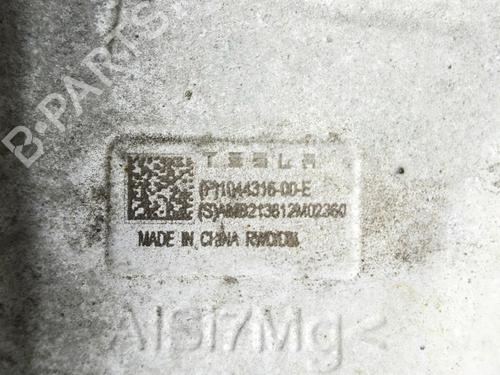 B-PARTS
TESLA
(P)1044316-00-E
(S)AMB213812M02360
MADE IN CHINA
AlSi7Mg<